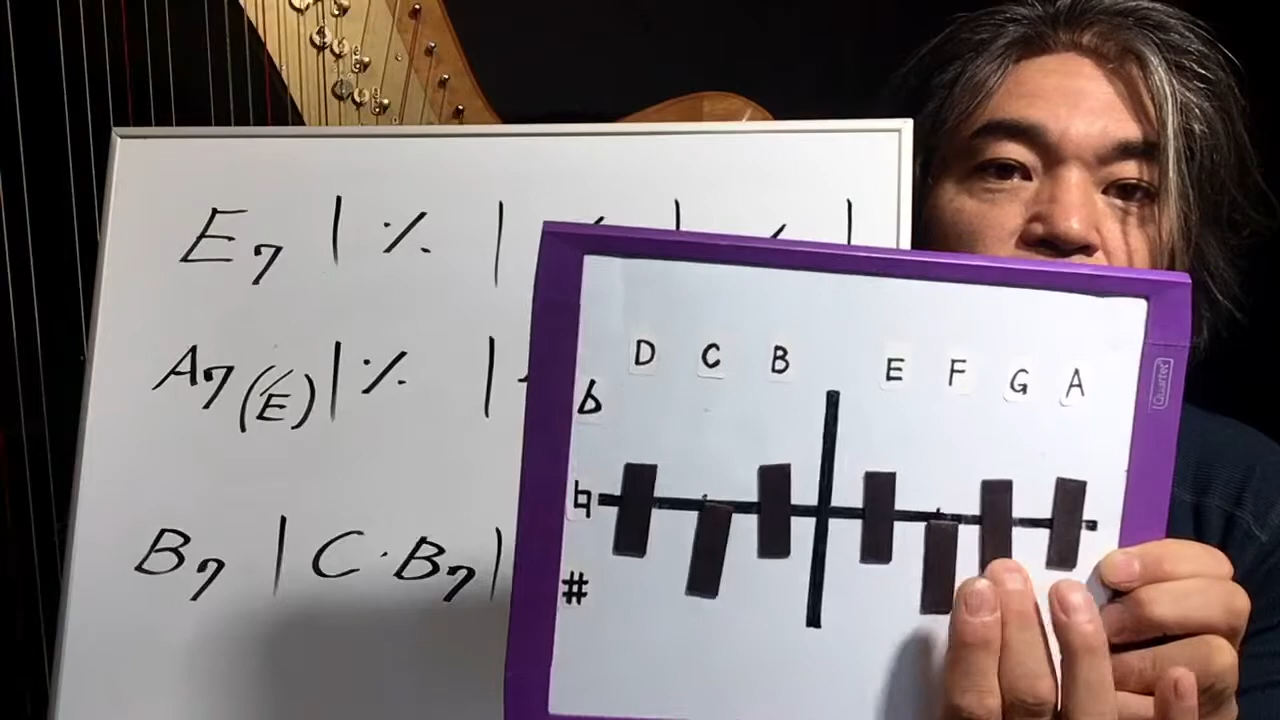 E7 | ٪ | ٪ | ٪ |
A7(/E) | ٪ |
B7 | C・B7 |
D C B E F G A
♭
♮
#
Quartet